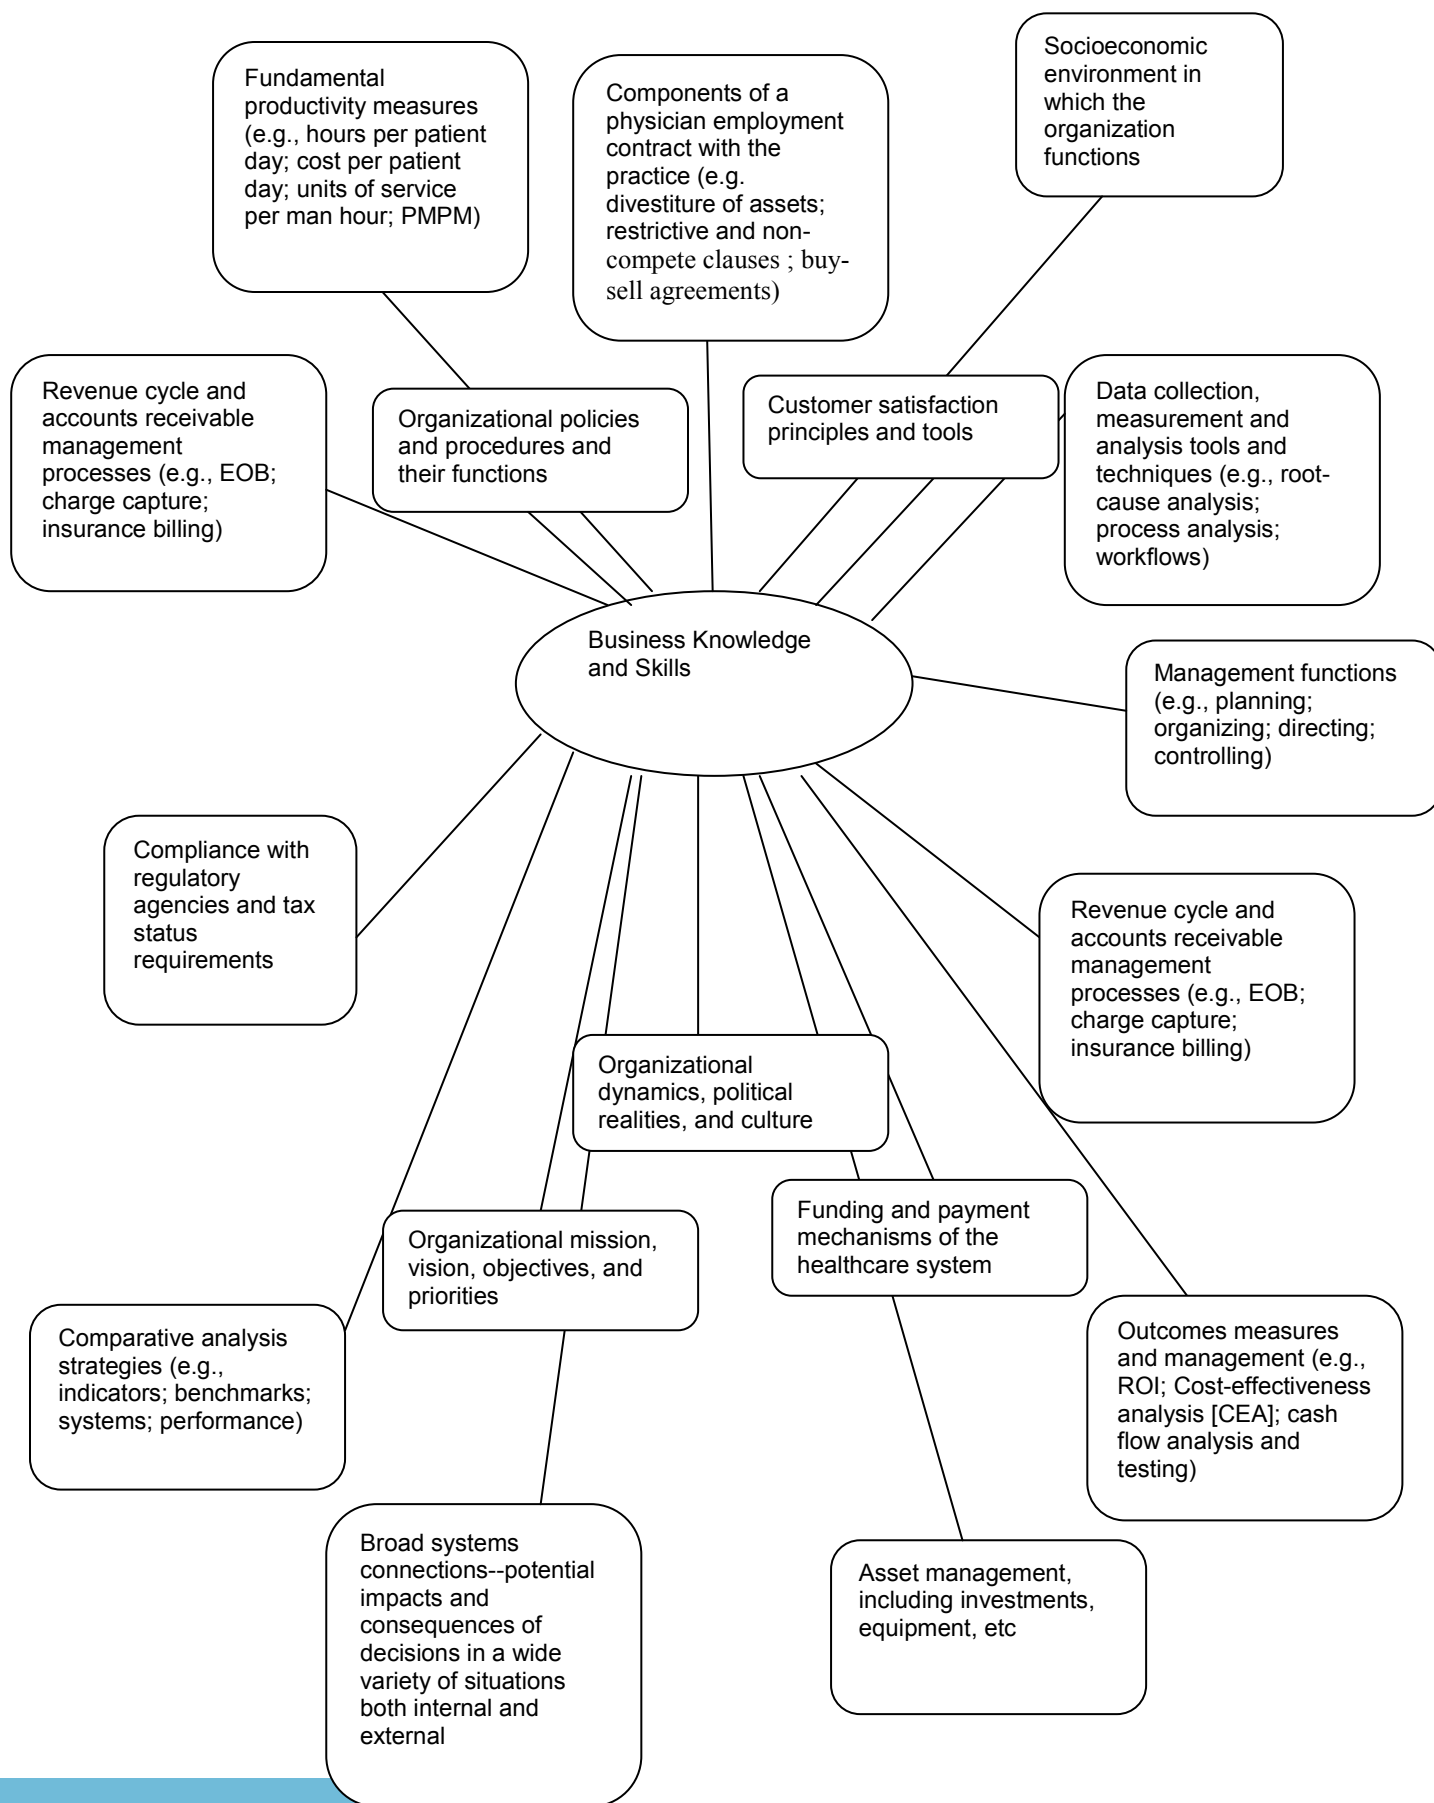 Fundamental
productivity measures
(e.g., hours per patient
day; cost per patient
day; units of service
per man hour; PMPM)
Components of a
physician employment
contract with the
practice (e.g.
divestiture of assets;
restrictive and non-
compete clauses ; buy-
sell agreements)
Socioeconomic
environment in
which the
organization
functions
Revenue cycle and
accounts receivable
management
processes (e.g., EOB;
charge capture;
insurance billing)
Organizational policies
and procedures and
their functions
Customer satisfaction
principles and tools
Data collection,
measurement and
analysis tools and
techniques (e.g., root-
cause analysis;
process analysis;
workflows)
Business Knowledge
and Skills
Management functions
(e.g., planning;
organizing; directing;
controlling)
Compliance with
regulatory
agencies and tax
status
requirements
Revenue cycle and
accounts receivable
management
processes (e.g., EOB;
charge capture;
insurance billing)
Organizational
dynamics, political
realities, and culture
Organizational mission,
vision, objectives, and
priorities
Funding and payment
mechanisms of the
healthcare system
Comparative analysis
strategies (e.g.,
indicators; benchmarks;
systems; performance)
Outcomes measures
and management (e.g.,
ROI; Cost-effectiveness
analysis [CEA]; cash
flow analysis and
testing)
Broad systems
connections--potential
impacts and
consequences of
decisions in a wide
variety of situations
both internal and
external
Asset management,
including investments,
equipment, etc